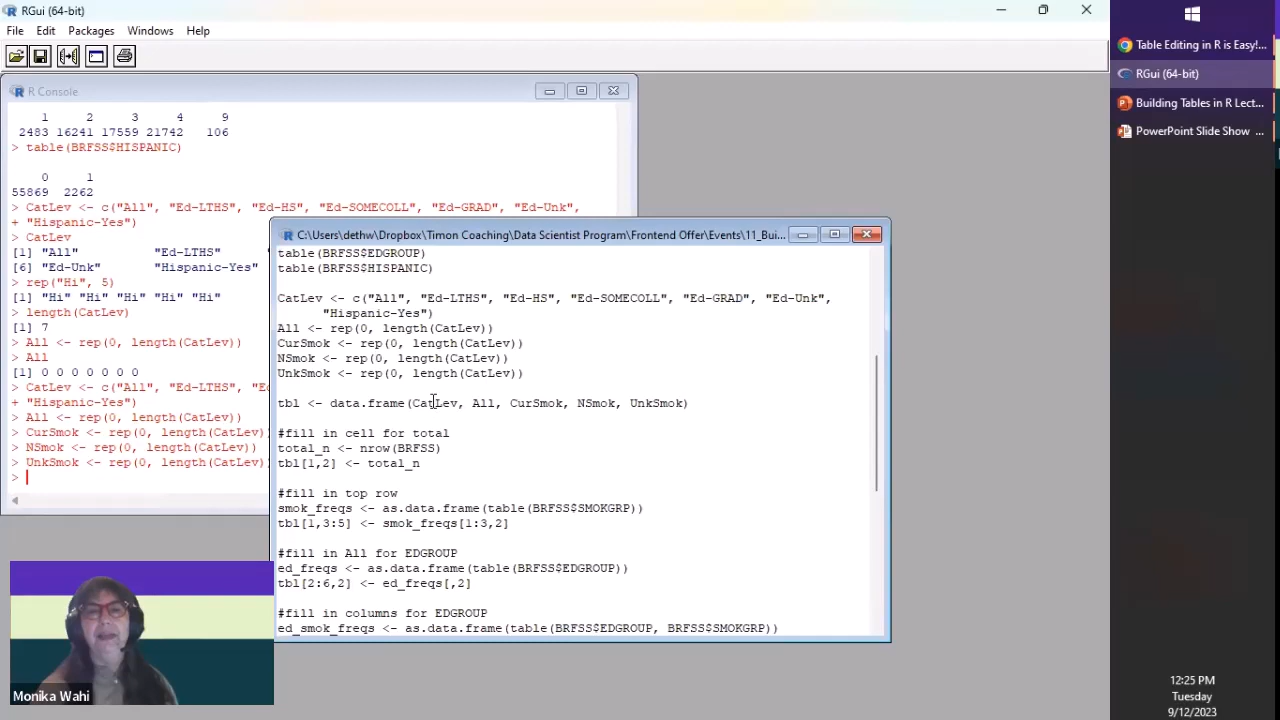 RGui (64-bit)
File Edit Packages Windows Help
R Console
1 2 3 4 9
2483 16241 17559 21742 106
> table(BRFSS$HISPANIC)
0 1
55869 2262
> CatLev <- c("All", "Ed-LTHS", "Ed-HS", "Ed-SOMECOLL", "Ed-GRAD", "Ed-Unk",
+ "Hispanic-Yes")
> CatLev
[1] "All" "Ed-LTHS"
[6] "Ed-Unk" "Hispanic-Yes"
> rep("Hi", 5)
[1] "Hi" "Hi" "Hi" "Hi" "Hi"
> length(CatLev)
[1] 7
> All <- rep(0, length(CatLev))
> All
[1] 0 0 0 0 0 0 0
> CatLev <- c("All", "Ed-LTHS", "E
+ "Hispanic-Yes")
> All <- rep(0, length(CatLev))
> CurSmok <- rep(0, length(CatLev))
> NSmok <- rep(0, length(CatLev))
> UnkSmok <- rep(0, length(CatLev))
>
C:\Users\dethw\Dropbox\Timon Coaching\Data Scientist Program\Frontend Offer\Events\11_Bui...
table(BRFSS$EDGROUP)
table(BRFSS$HISPANIC)
CatLev <- c("All", "Ed-LTHS", "Ed-HS", "Ed-SOMECOLL", "Ed-GRAD", "Ed-Unk",
"Hispanic-Yes")
All <- rep(0, length(CatLev))
CurSmok <- rep(0, length(CatLev))
NSmok <- rep(0, length(CatLev))
UnkSmok <- rep(0, length(CatLev))
tbl <- data.frame(CatLev, All, CurSmok, NSmok, UnkSmok)
#fill in cell for total
total_n <- nrow(BRFSS)
tbl[1,2] <- total_n
#fill in top row
smok_freqs <- as.data.frame(table(BRFSS$SMOKGRP))
tbl[1,3:5] <- smok_freqs[1:3,2]
#fill in All for EDGROUP
ed_freqs <- as.data.frame(table(BRFSS$EDGROUP))
tbl[2:6,2] <- ed_freqs[,2]
#fill in columns for EDGROUP
ed_smok_freqs <- as.data.frame(table(BRFSS$EDGROUP, BRFSS$SMOKGRP))
Monika Wahi
Table Editing in R is Easy!...
RGui (64-bit)
Building Tables in R Lect...
PowerPoint Slide Show ...
12:25 PM
Tuesday
9/12/2023